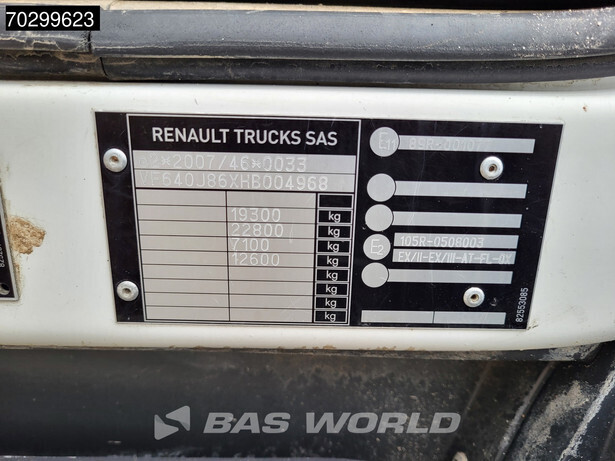 70299623
RENAULT TRUCKS SAS
e2*2007/46*0033
VF640J86XHB004968
19300 kg
22800 kg
7100 kg
12600 kg
kg
kg
kg
E2 105R-0508003
EX/II-EX/III-AT-FL-OX
82553085
BAS WORLD